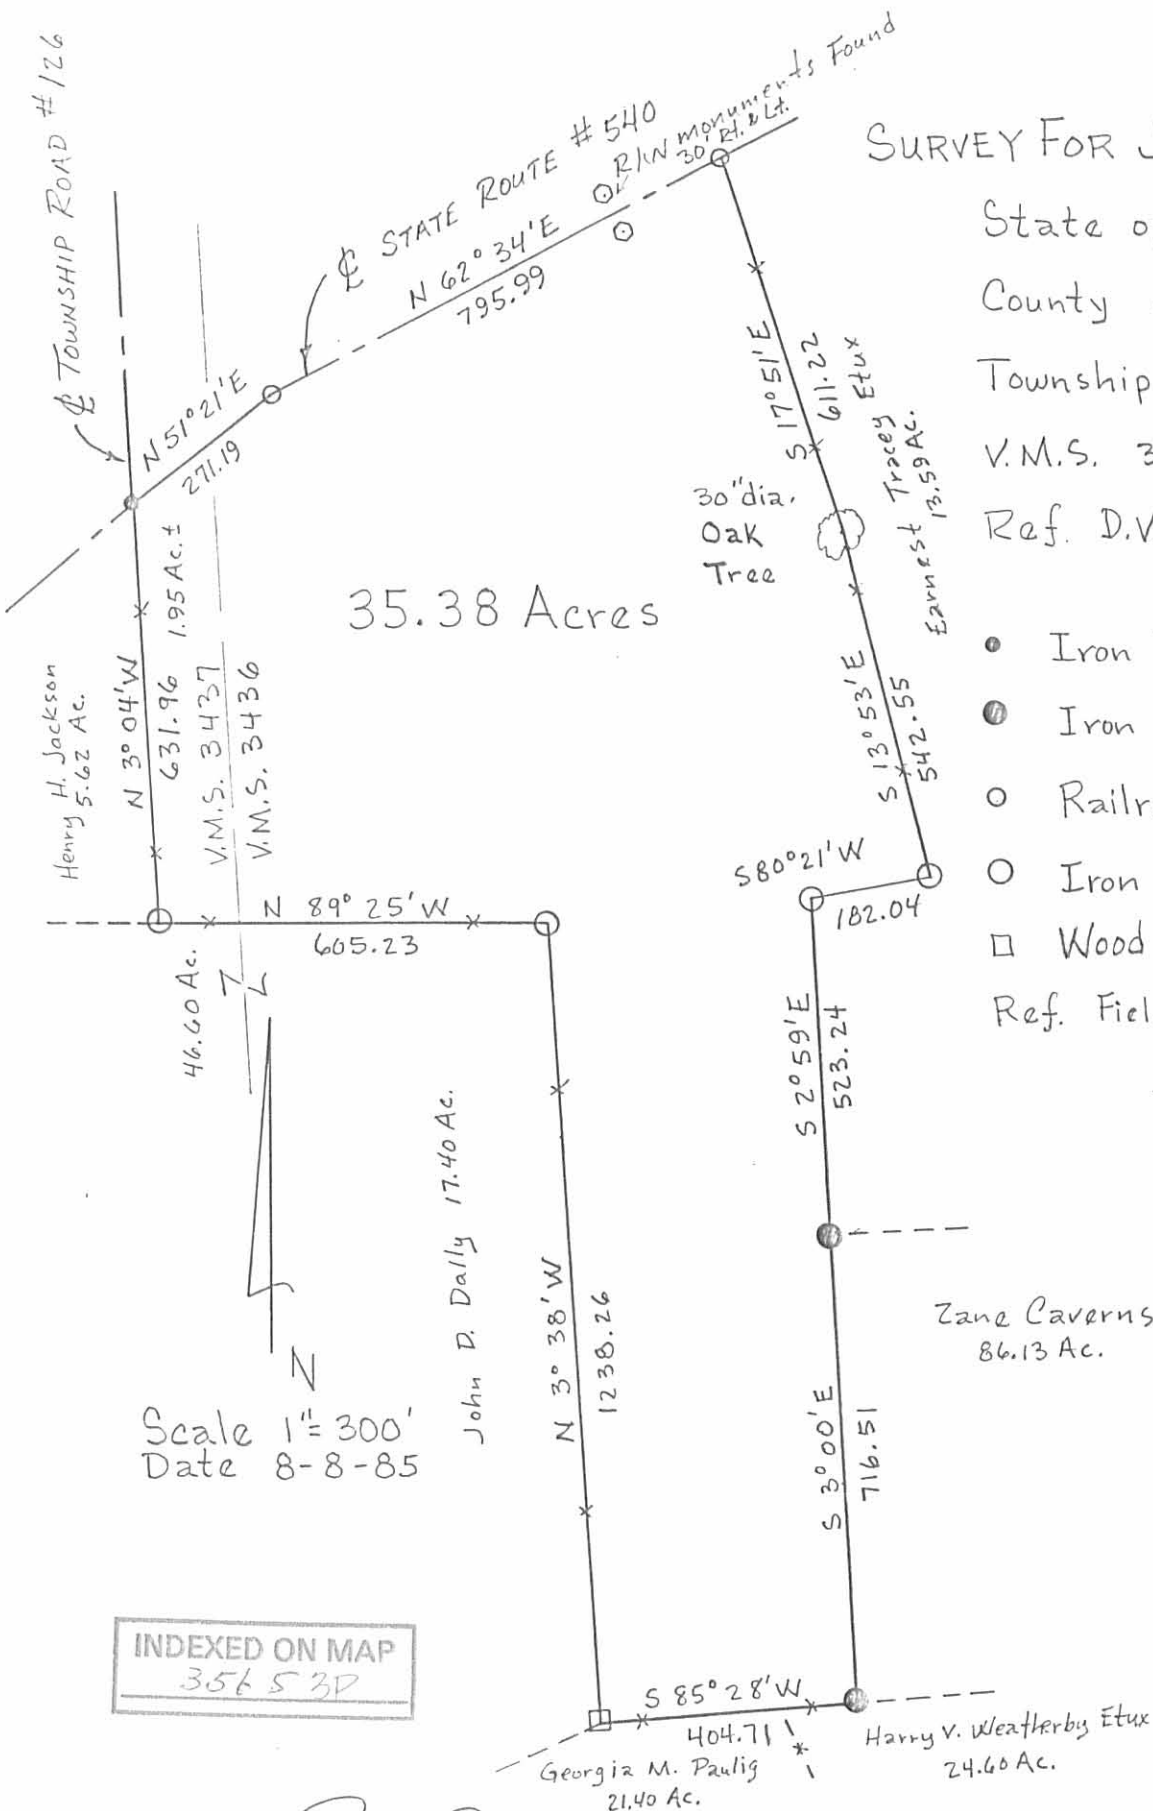 ℄ TOWNSHIP ROAD #126
℄ STATE ROUTE #540
R/W monuments Found
30' Rt. & Lt.
SURVEY FOR
State o
County
Township
V.M.S. 3
Ref. D.V
N 51° 21' E
271.19
N 62° 34' E
795.99
S 17° 51' E
611.22
Earnest Tracey Etux
13.59 Ac.
30" dia.
Oak
Tree
35.38 Acres
Henry H. Jackson
5.62 Ac.
N 3° 04' W
631.96
1.95 Ac. ±
V.M.S. 3437
V.M.S. 3436
S 13° 53' E
542.55
Iron
Iron
Railr
Iron
Wood
Ref. Fiel
S 80° 21' W
182.04
N 89° 25' W
605.23
46.60 Ac.
S 2° 59' E
523.24
John D. Dally 17.40 Ac.
N 3° 38' W
1238.26
Zane Caverns
86.13 Ac.
N
Scale 1" = 300'
Date 8-8-85
S 3° 00' E
716.51
INDEXED ON MAP
S 85° 28' W
404.71
Georgia M. Paulig
21.40 Ac.
Harry V. Weatherby Etux
24.60 Ac.